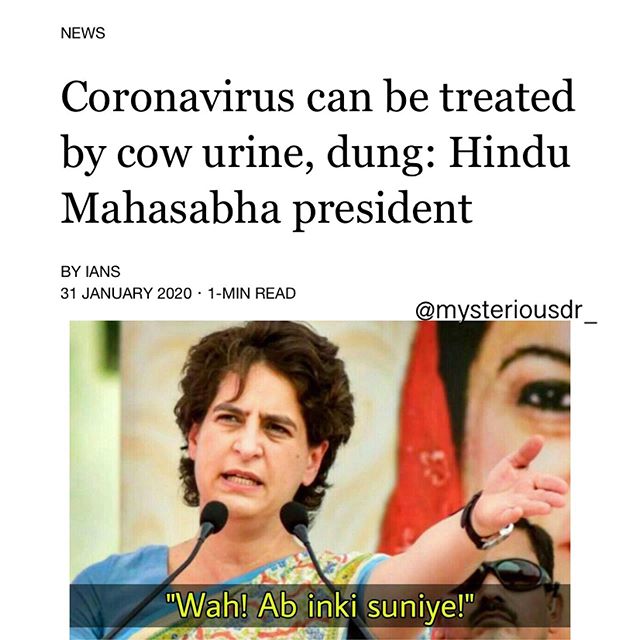 NEWS
Coronavirus can be treated
by cow urine, dung: Hindu
Mahasabha president
BY IANS
31 JANUARY 2020 · 1-MIN READ
@mysteriousdr_
"Wah! Ab inki suniye!"